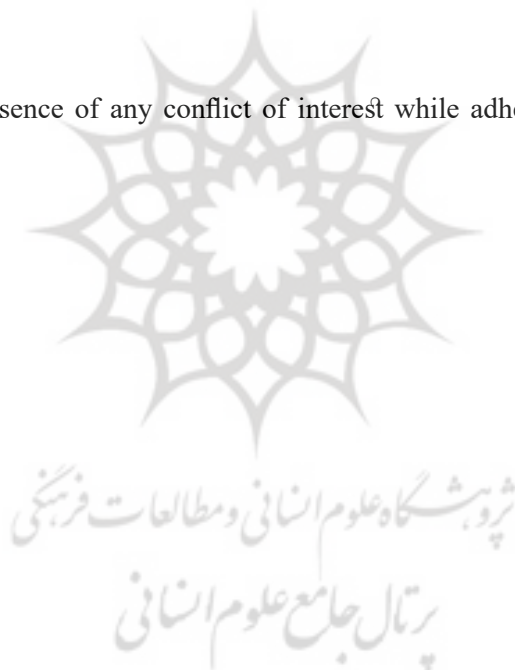 sence of any conflict of interest while adhe
پژوهشگاه علوم انسانی و مطالعات فرهنگی
پرتال جامع علوم انسانی